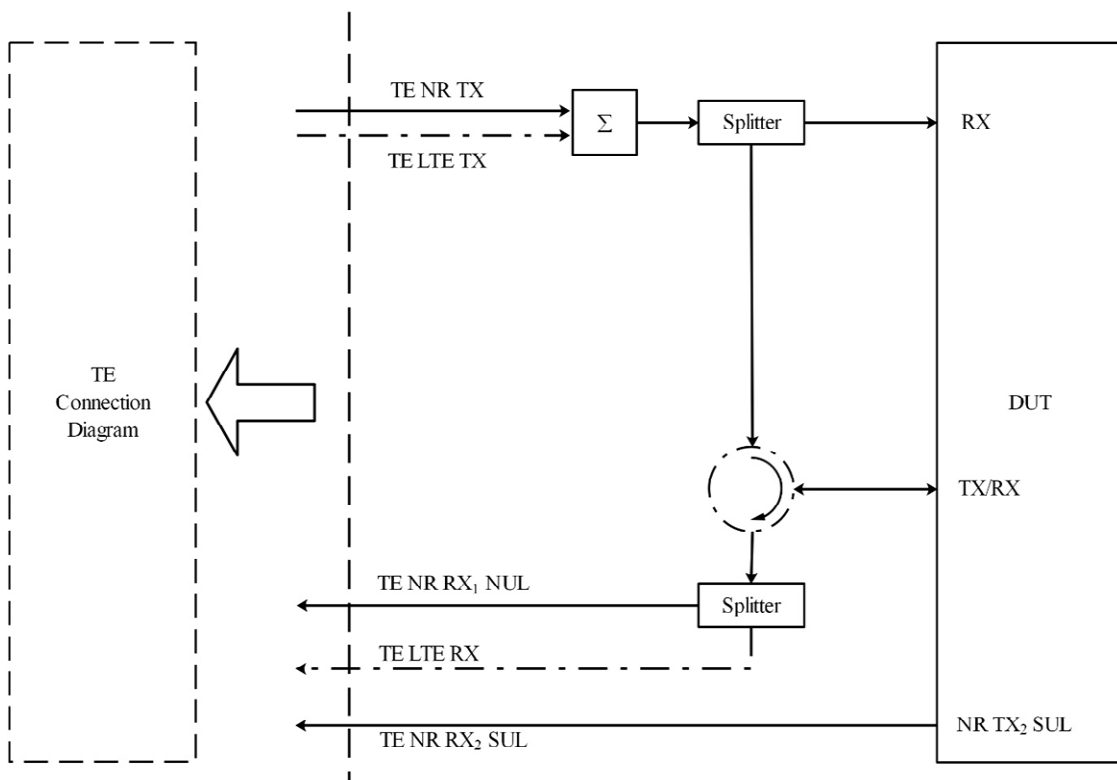 TE NR TX
Σ
Splitter
RX
TE LTE TX
TE
Connection
Diagram
DUT
TX/RX
TE NR RX₁ NUL
Splitter
TE LTE RX
NR TX₂ SUL
TE NR RX₂ SUL